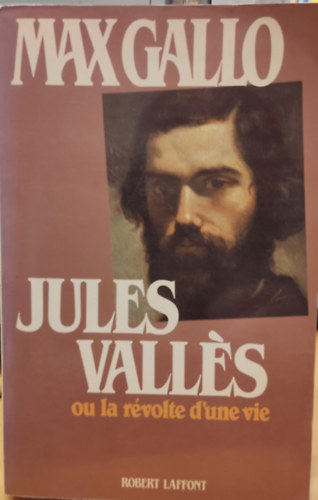 MAX GALLO
JULES
VALLÈS
ou la révolte d'une vie
ROBERT LAFFONT